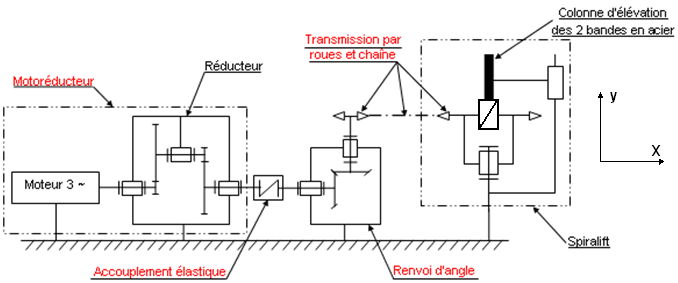 Colonne d'élévation
des 2 bandes en acier
Transmission par
roues et chaîne
Réducteur
Motoréducteur
y
X
Moteur 3 ~
Spiralift
Accouplement élastique
Renvoi d'angle